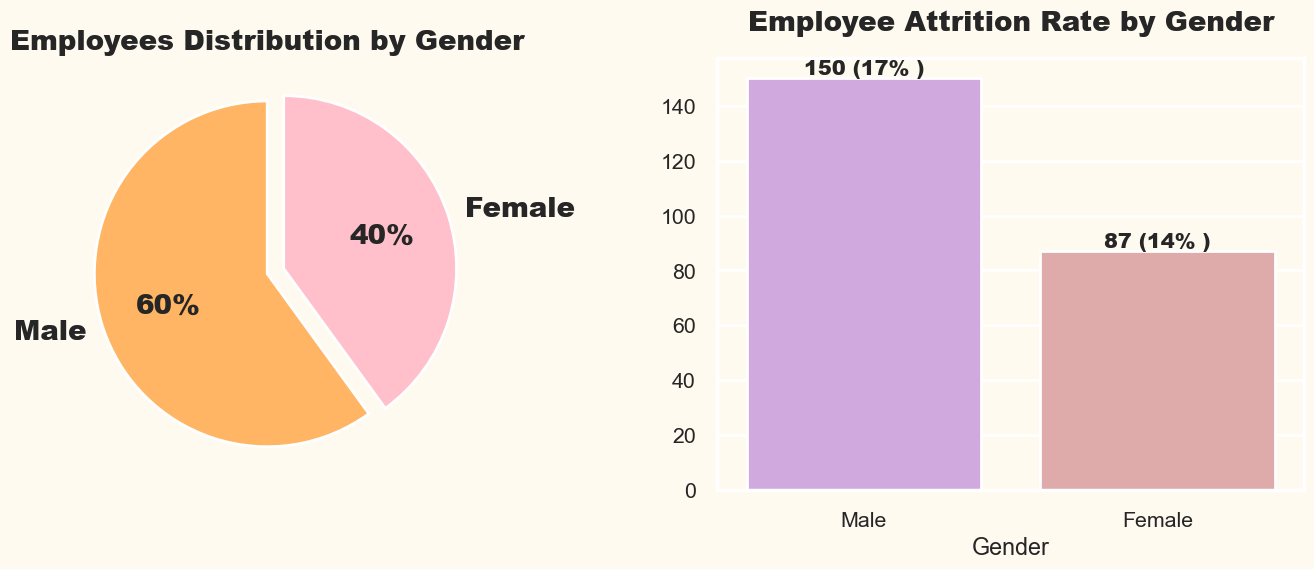 Employees Distribution by Gender
Female
40%
60%
Male
Employee Attrition Rate by Gender
150 (17% )
87 (14% )
140
120
100
80
60
40
20
0
Male
Female
Gender